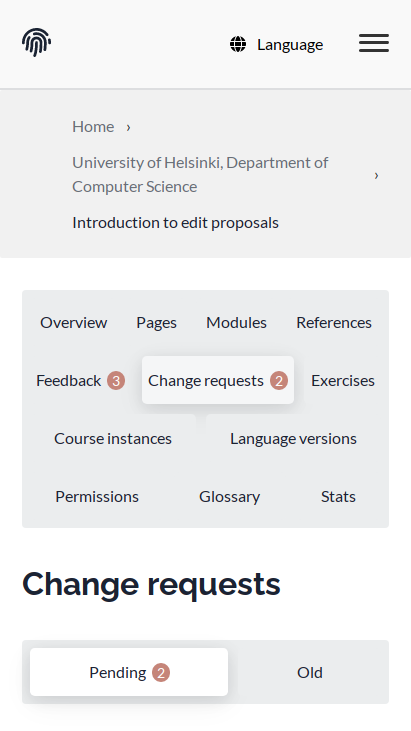 Language
Home ›
University of Helsinki, Department of
Computer Science ›
Introduction to edit proposals
Overview Pages Modules References
Feedback 3 Change requests 2 Exercises
Course instances Language versions
Permissions Glossary Stats
Change requests
Pending 2 Old